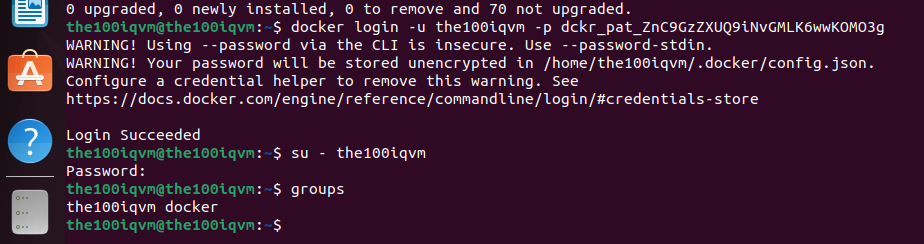 0 upgraded, 0 newly installed, 0 to remove and 70 not upgraded.
the100iqvm@the100iqvm:~$ docker login -u the100iqvm -p dckr_pat_ZnC9GzZXUQ9iNvGMLK6wwKOMO3g
WARNING! Using --password via the CLI is insecure. Use --password-stdin.
WARNING! Your password will be stored unencrypted in /home/the100iqvm/.docker/config.json.
Configure a credential helper to remove this warning. See
https://docs.docker.com/engine/reference/commandline/login/#credentials-store
Login Succeeded
the100iqvm@the100iqvm:~$ su - the100iqvm
Password:
the100iqvm@the100iqvm:~$ groups
the100iqvm docker
the100iqvm@the100iqvm:~$